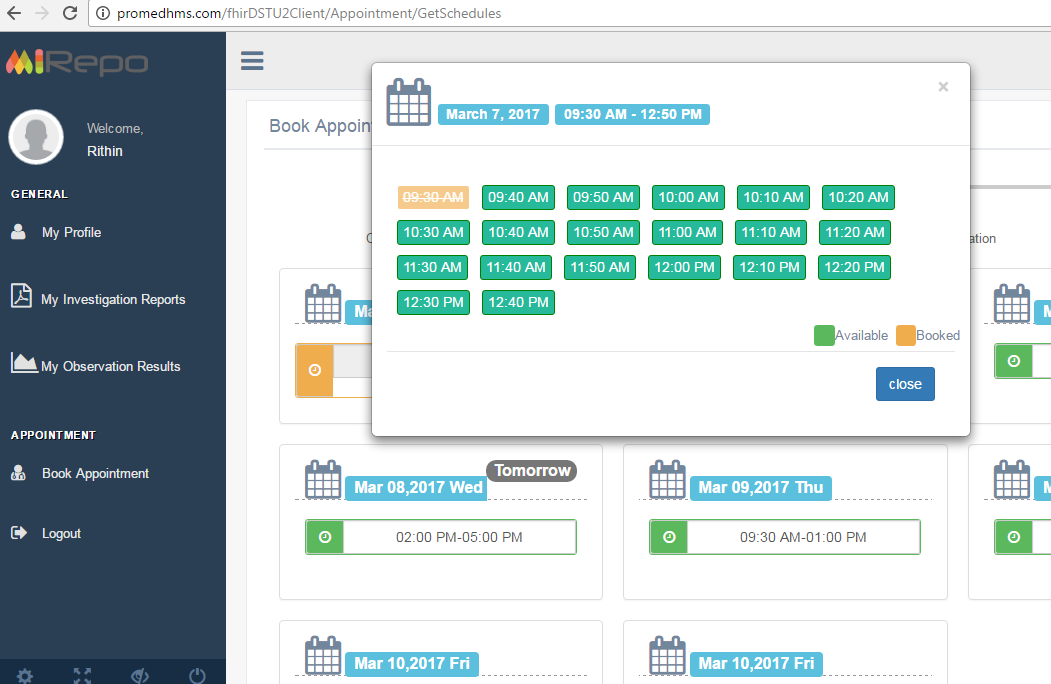 promedhms.com/fhirDSTU2Client/Appointment/GetSchedules
MiRepo
Welcome,
Rithin
GENERAL
My Profile
My Investigation Reports
My Observation Results
APPOINTMENT
Book Appointment
Logout
Book Appoin
March 7, 2017 09:30 AM - 12:50 PM
×
09:30 AM 09:40 AM 09:50 AM 10:00 AM 10:10 AM 10:20 AM
10:30 AM 10:40 AM 10:50 AM 11:00 AM 11:10 AM 11:20 AM
11:30 AM 11:40 AM 11:50 AM 12:00 PM 12:10 PM 12:20 PM
12:30 PM 12:40 PM
Available Booked
close
ation
Ma
Tomorrow
Mar 08,2017 Wed
02:00 PM-05:00 PM
Mar 09,2017 Thu
09:30 AM-01:00 PM
Mar 10,2017 Fri
Mar 10,2017 Fri